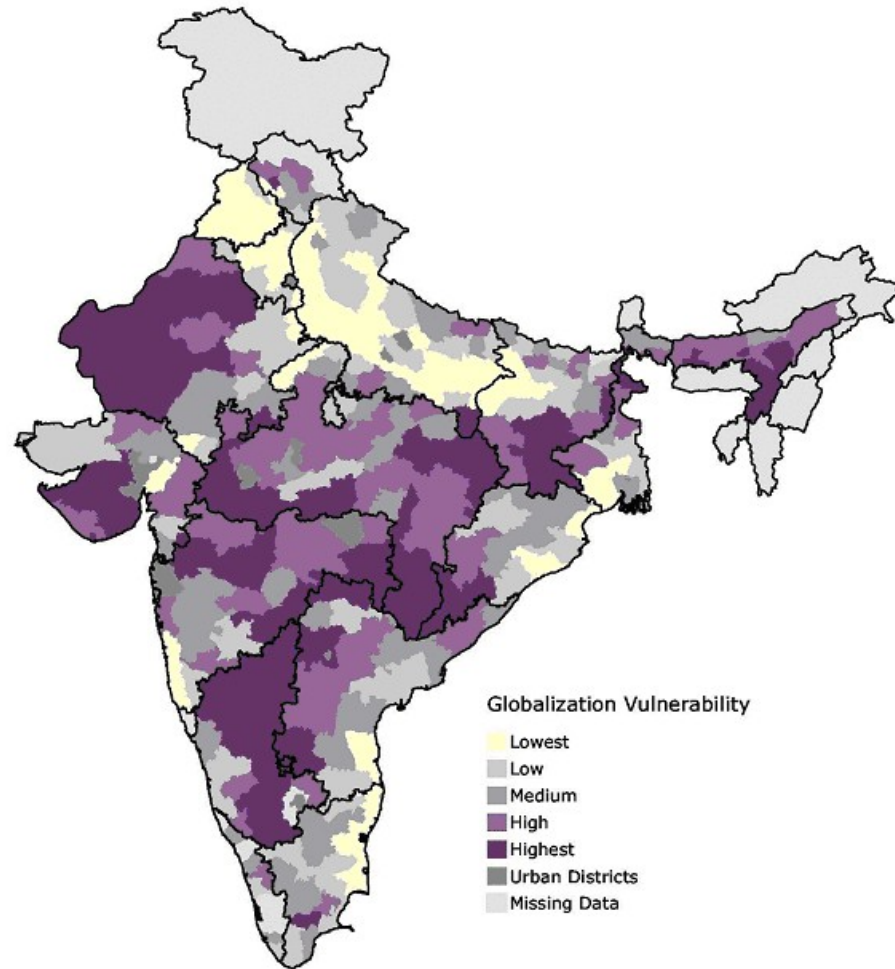 Globalization Vulnerability
Lowest
Low
Medium
High
Highest
Urban Districts
Missing Data